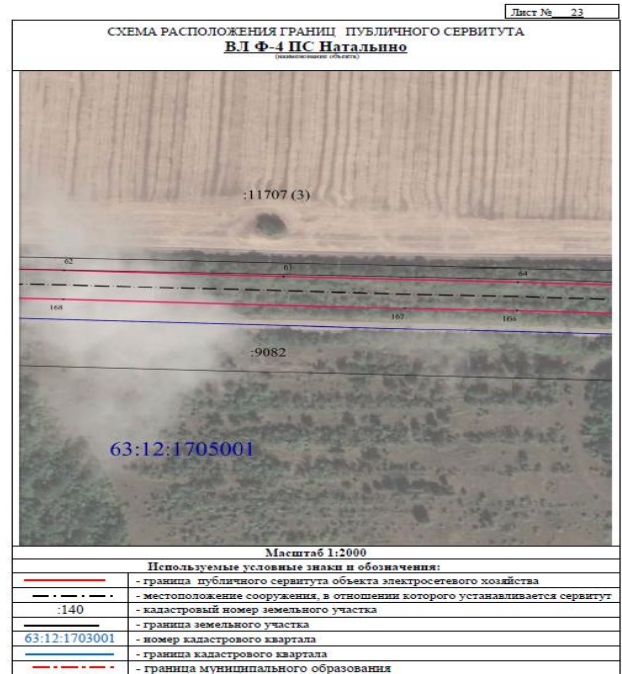 Лист № 23
СХЕМА РАСПОЛОЖЕНИЯ ГРАНИЦ ПУБЛИЧНОГО СЕРВИТУТА
ВЛ Ф-4 ПС Натальино
(наименование объекта)
:11707 (3)
62
63
64
168
167
166
:9082
63:12:1705001
Масштаб 1:2000
Используемые условные знаки и обозначения:
- граница публичного сервитута объекта электросетевого хозяйства
- местоположение сооружения, в отношении которого устанавливается сервитут
:140 - кадастровый номер земельного участка
- граница земельного участка
63:12:1703001 - номер кадастрового квартала
- граница кадастрового квартала
- граница муниципального образования